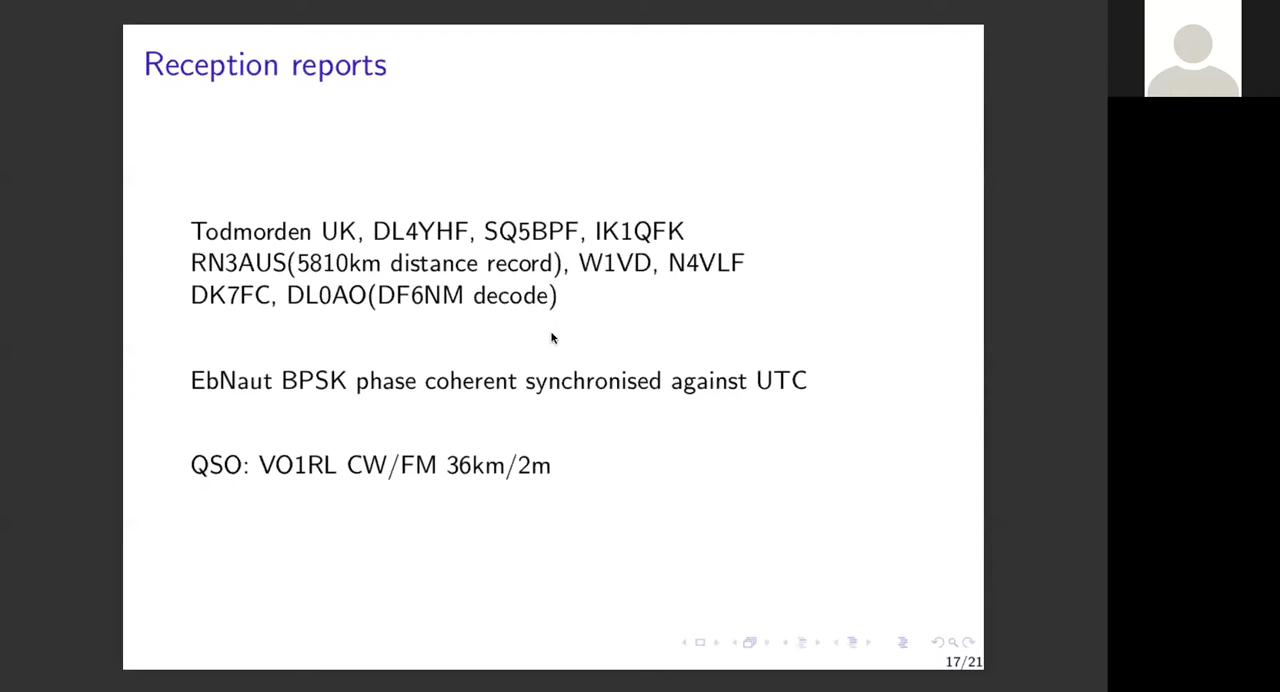 Reception reports
Todmorden UK, DL4YHF, SQ5BPF, IK1QFK
RN3AUS(5810km distance record), W1VD, N4VLF
DK7FC, DL0AO(DF6NM decode)
EbNaut BPSK phase coherent synchronised against UTC
QSO: VO1RL CW/FM 36km/2m
17/21